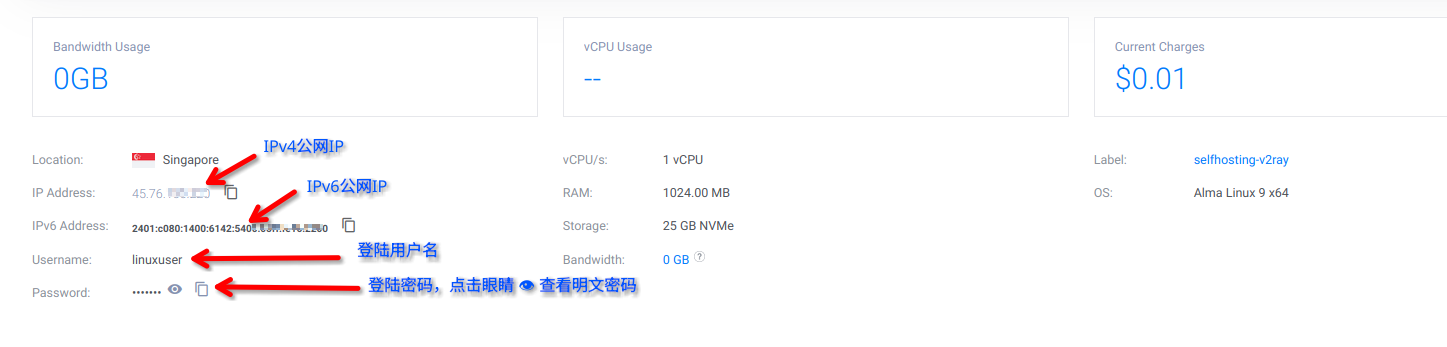 Bandwidth Usage
0GB
vCPU Usage
--
Current Charges
$0.01
IPv4公网IP
Location: Singapore
vCPU/s: 1 vCPU
Label: selfhosting-v2ray
IP Address: 45.76.
IPv6公网IP
RAM: 1024.00 MB
OS: Alma Linux 9 x64
IPv6 Address: 2401:c080:1400:6142:540
Storage: 25 GB NVMe
登陆用户名
Username: linuxuser
Bandwidth: 0 GB ?
Password: •••••••
登陆密码，点击眼睛 👁 查看明文密码